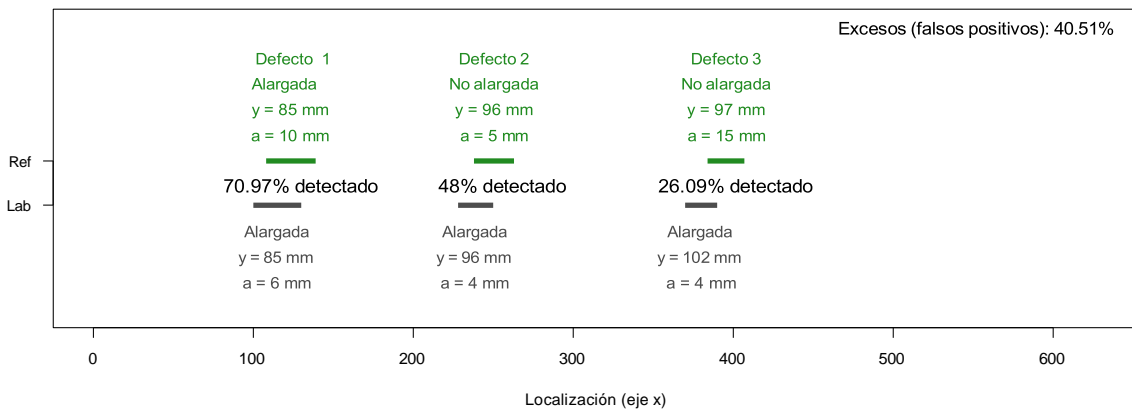 Excesos (falsos positivos): 40.51%
Defecto 1
Alargada
y = 85 mm
a = 10 mm
Defecto 2
No alargada
y = 96 mm
a = 5 mm
Defecto 3
No alargada
y = 97 mm
a = 15 mm
Ref
70.97% detectado
48% detectado
26.09% detectado
Lab
Alargada
y = 85 mm
a = 6 mm
Alargada
y = 96 mm
a = 4 mm
Alargada
y = 102 mm
a = 4 mm
0 100 200 300 400 500 600
Localización (eje x)